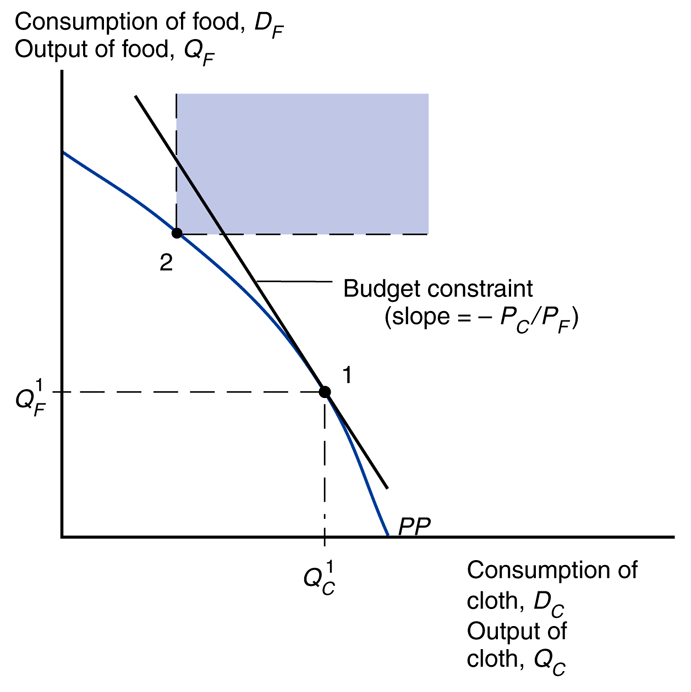 Consumption of food, D_F
Output of food, Q_F
2
Budget constraint
(slope = – P_C/P_F)
1
Q_F^1
PP
Q_C^1
Consumption of
cloth, D_C
Output of
cloth, Q_C